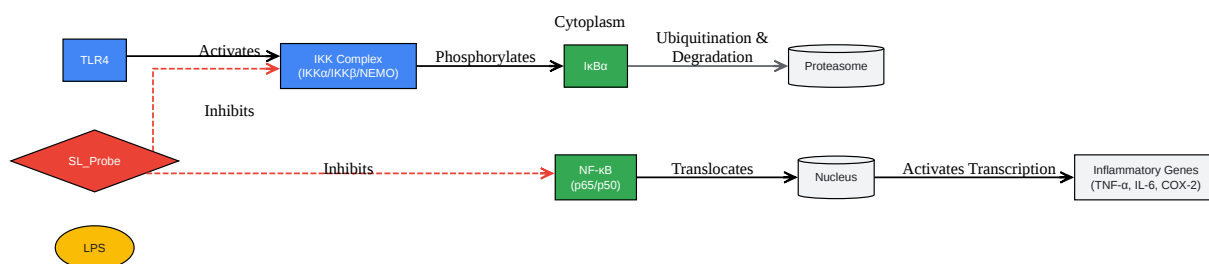 Cytoplasm
TLR4
Activates
IKK Complex
(IKKα/IKKβ/NEMO)
Phosphorylates
IκBα
Ubiquitination &
Degradation
Proteasome
Inhibits
SL_Probe
Inhibits
NF-κB
(p65/p50)
Translocates
Nucleus
Activates Transcription
Inflammatory Genes
(TNF-α, IL-6, COX-2)
LPS